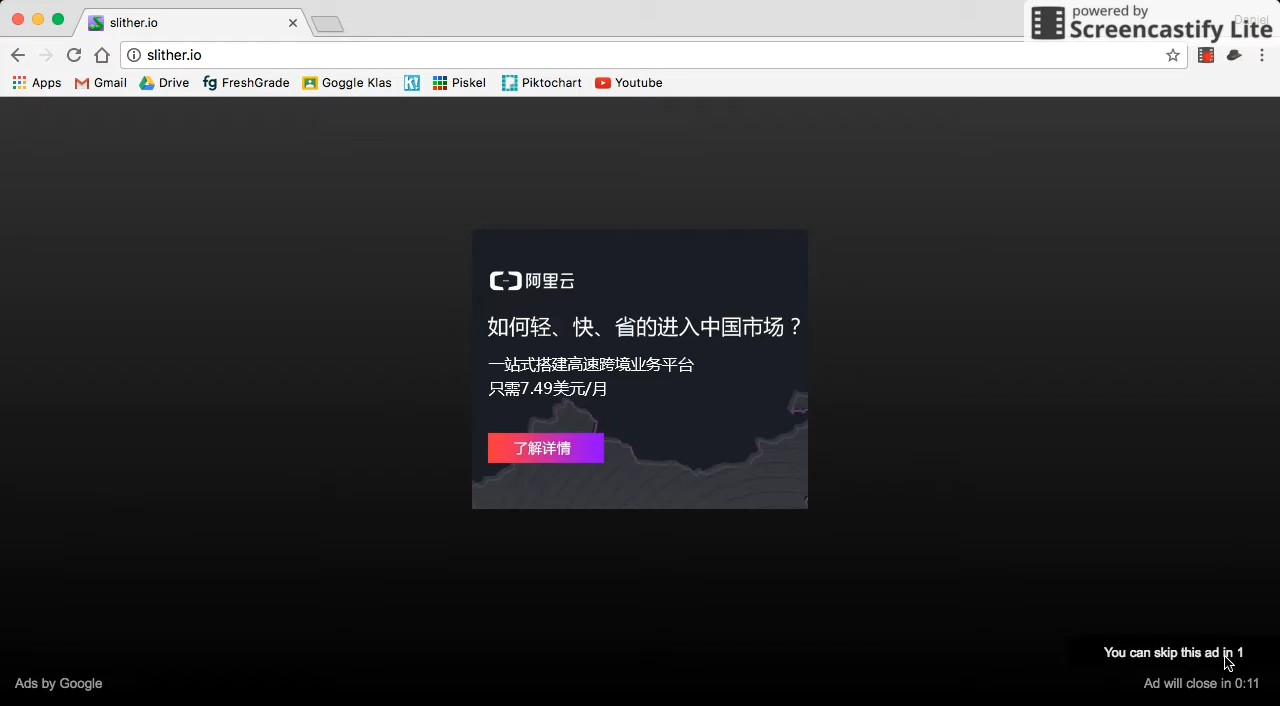 slither.io
powered by
Screencastify Lite
Daniel
slither.io
Apps
Gmail
Drive
fg FreshGrade
Goggle Klas
K!
Piskel
Piktochart
Youtube
阿里云
如何轻、快、省的进入中国市场？
一站式搭建高速跨境业务平台
只需7.49美元/月
了解详情
You can skip this ad in 1
Ads by Google
Ad will close in 0:11